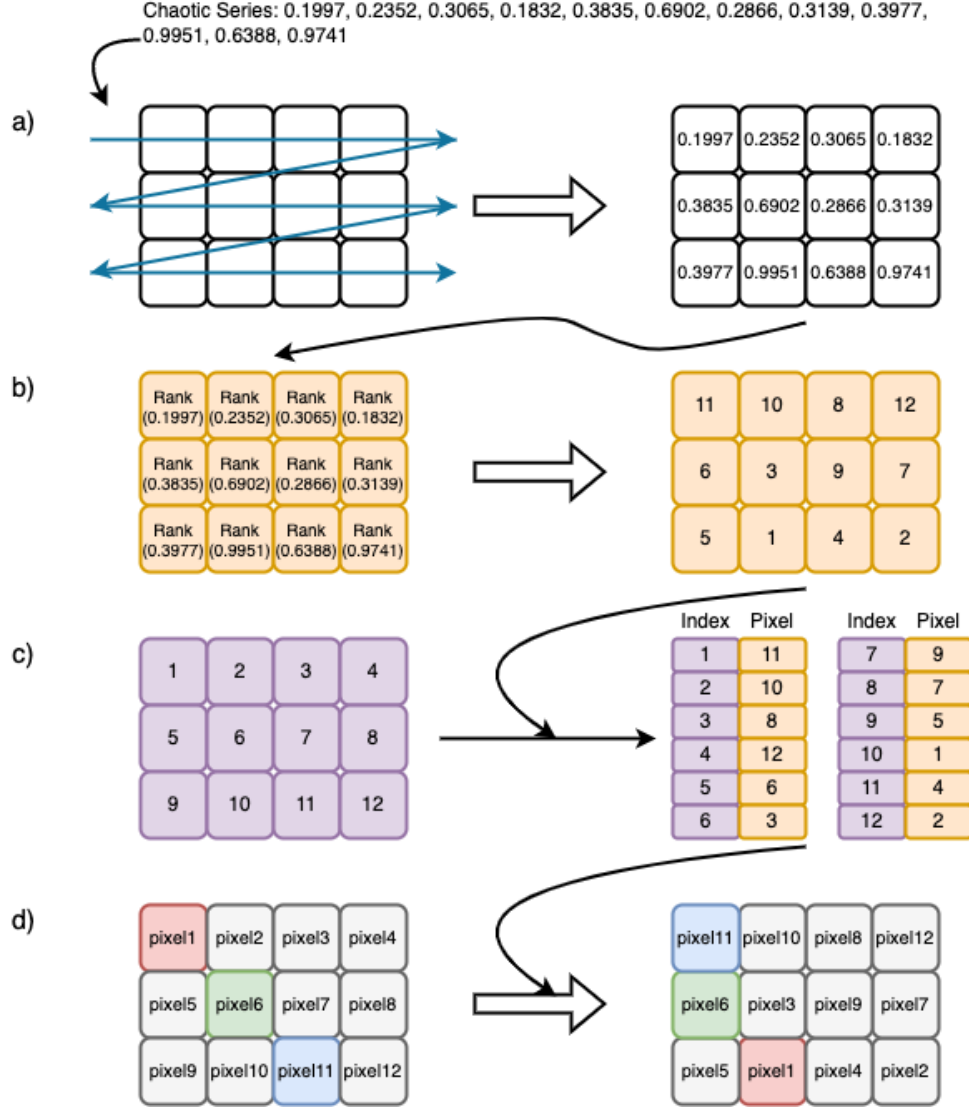 Chaotic Series: 0.1997, 0.2352, 0.3065, 0.1832, 0.3835, 0.6902, 0.2866, 0.3139, 0.3977,
0.9951, 0.6388, 0.9741
a)
0.1997 0.2352 0.3065 0.1832
0.3835 0.6902 0.2866 0.3139
0.3977 0.9951 0.6388 0.9741
b)
Rank Rank Rank Rank
(0.1997) (0.2352) (0.3065) (0.1832)
Rank Rank Rank Rank
(0.3835) (0.6902) (0.2866) (0.3139)
Rank Rank Rank Rank
(0.3977) (0.9951) (0.6388) (0.9741)
11 10 8 12
6 3 9 7
5 1 4 2
c)
1 2 3 4
5 6 7 8
9 10 11 12
Index Pixel Index Pixel
1 11 7 9
2 10 8 7
3 8 9 5
4 12 10 1
5 6 11 4
6 3 12 2
d)
pixel1 pixel2 pixel3 pixel4
pixel5 pixel6 pixel7 pixel8
pixel9 pixel10 pixel11 pixel12
pixel11 pixel10 pixel8 pixel12
pixel6 pixel3 pixel9 pixel7
pixel5 pixel1 pixel4 pixel2